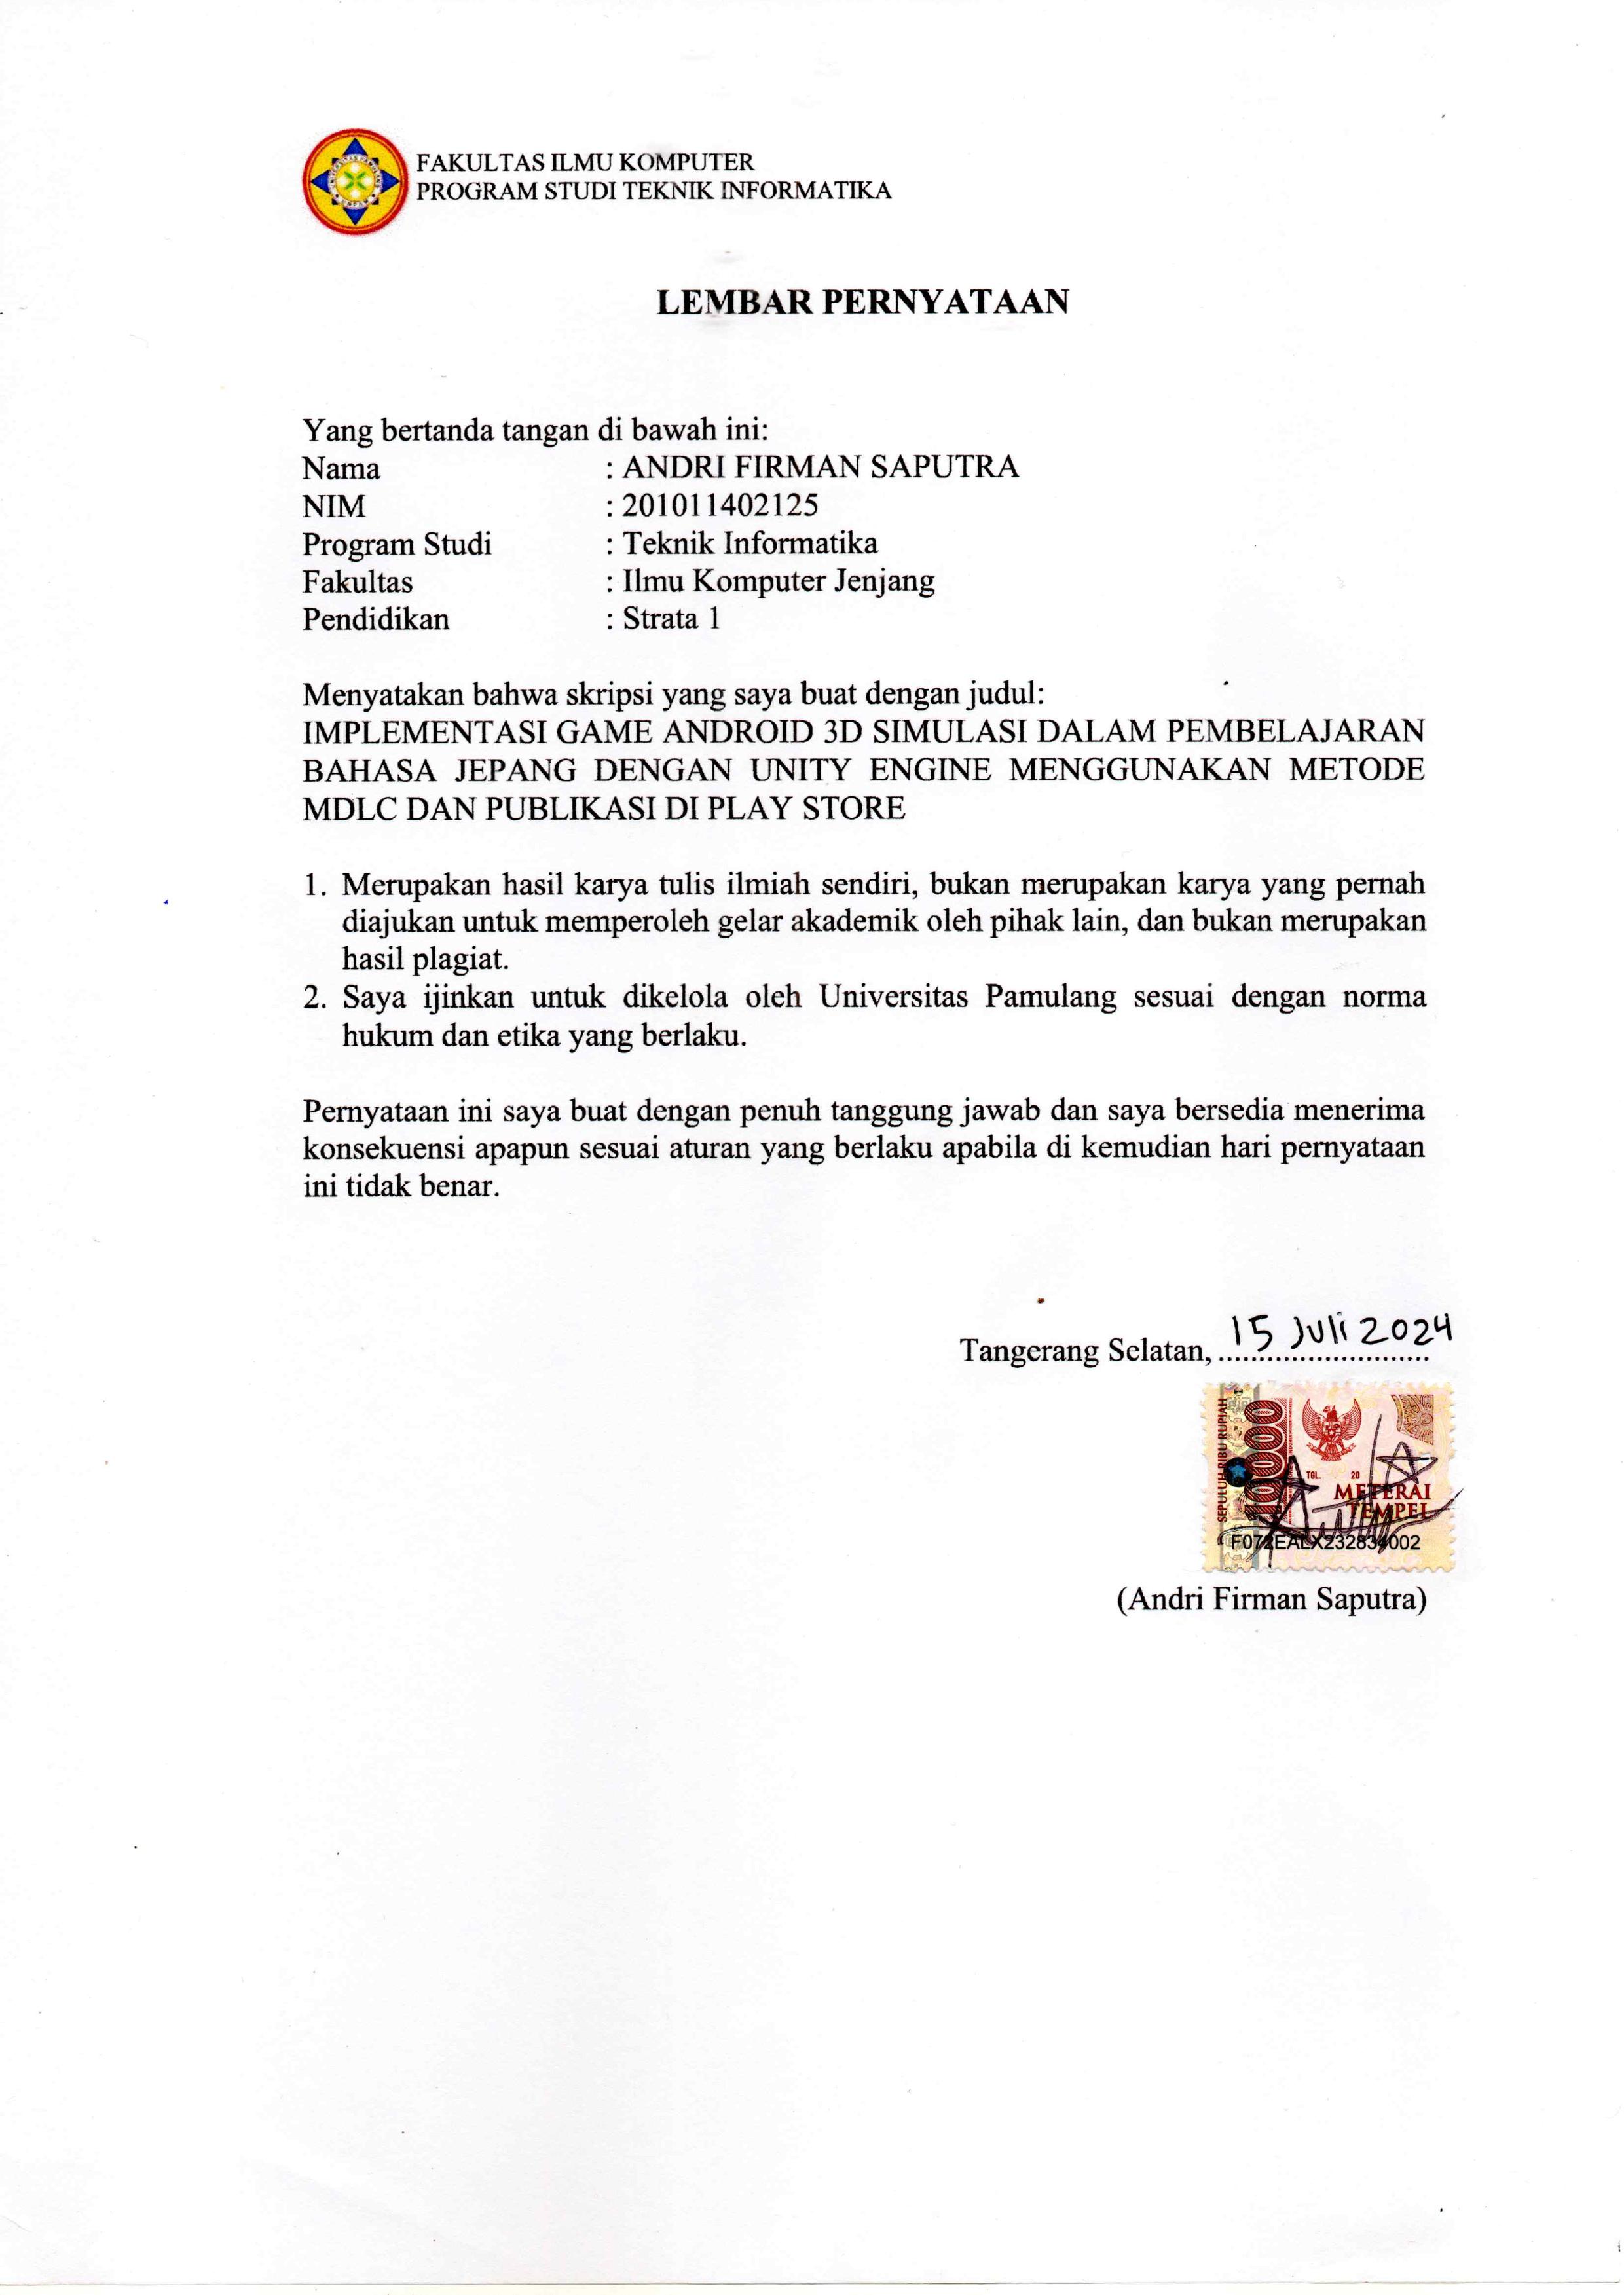 FAKULTAS ILMU KOMPUTER
PROGRAM STUDI TEKNIK INFORMATIKA
LEMBAR PERNYATAAN
Yang bertanda tangan di bawah ini:
Nama : ANDRI FIRMAN SAPUTRA
NIM : 201011402125
Program Studi : Teknik Informatika
Fakultas : Ilmu Komputer Jenjang
Pendidikan : Strata 1
Menyatakan bahwa skripsi yang saya buat dengan judul:
IMPLEMENTASI GAME ANDROID 3D SIMULASI DALAM PEMBELAJARAN
BAHASA JEPANG DENGAN UNITY ENGINE MENGGUNAKAN METODE
MDLC DAN PUBLIKASI DI PLAY STORE
1. Merupakan hasil karya tulis ilmiah sendiri, bukan merupakan karya yang pernah
diajukan untuk memperoleh gelar akademik oleh pihak lain, dan bukan merupakan
hasil plagiat.
2. Saya ijinkan untuk dikelola oleh Universitas Pamulang sesuai dengan norma
hukum dan etika yang berlaku.
Pernyataan ini saya buat dengan penuh tanggung jawab dan saya bersedia menerima
konsekuensi apapun sesuai aturan yang berlaku apabila di kemudian hari pernyataan
ini tidak benar.
Tangerang Selatan, 15 Juli 2024
SEPULUH RIBU RUPIAH
10000
TGL. 20
METERAI
TEMPEL
(Andri Firman Saputra)